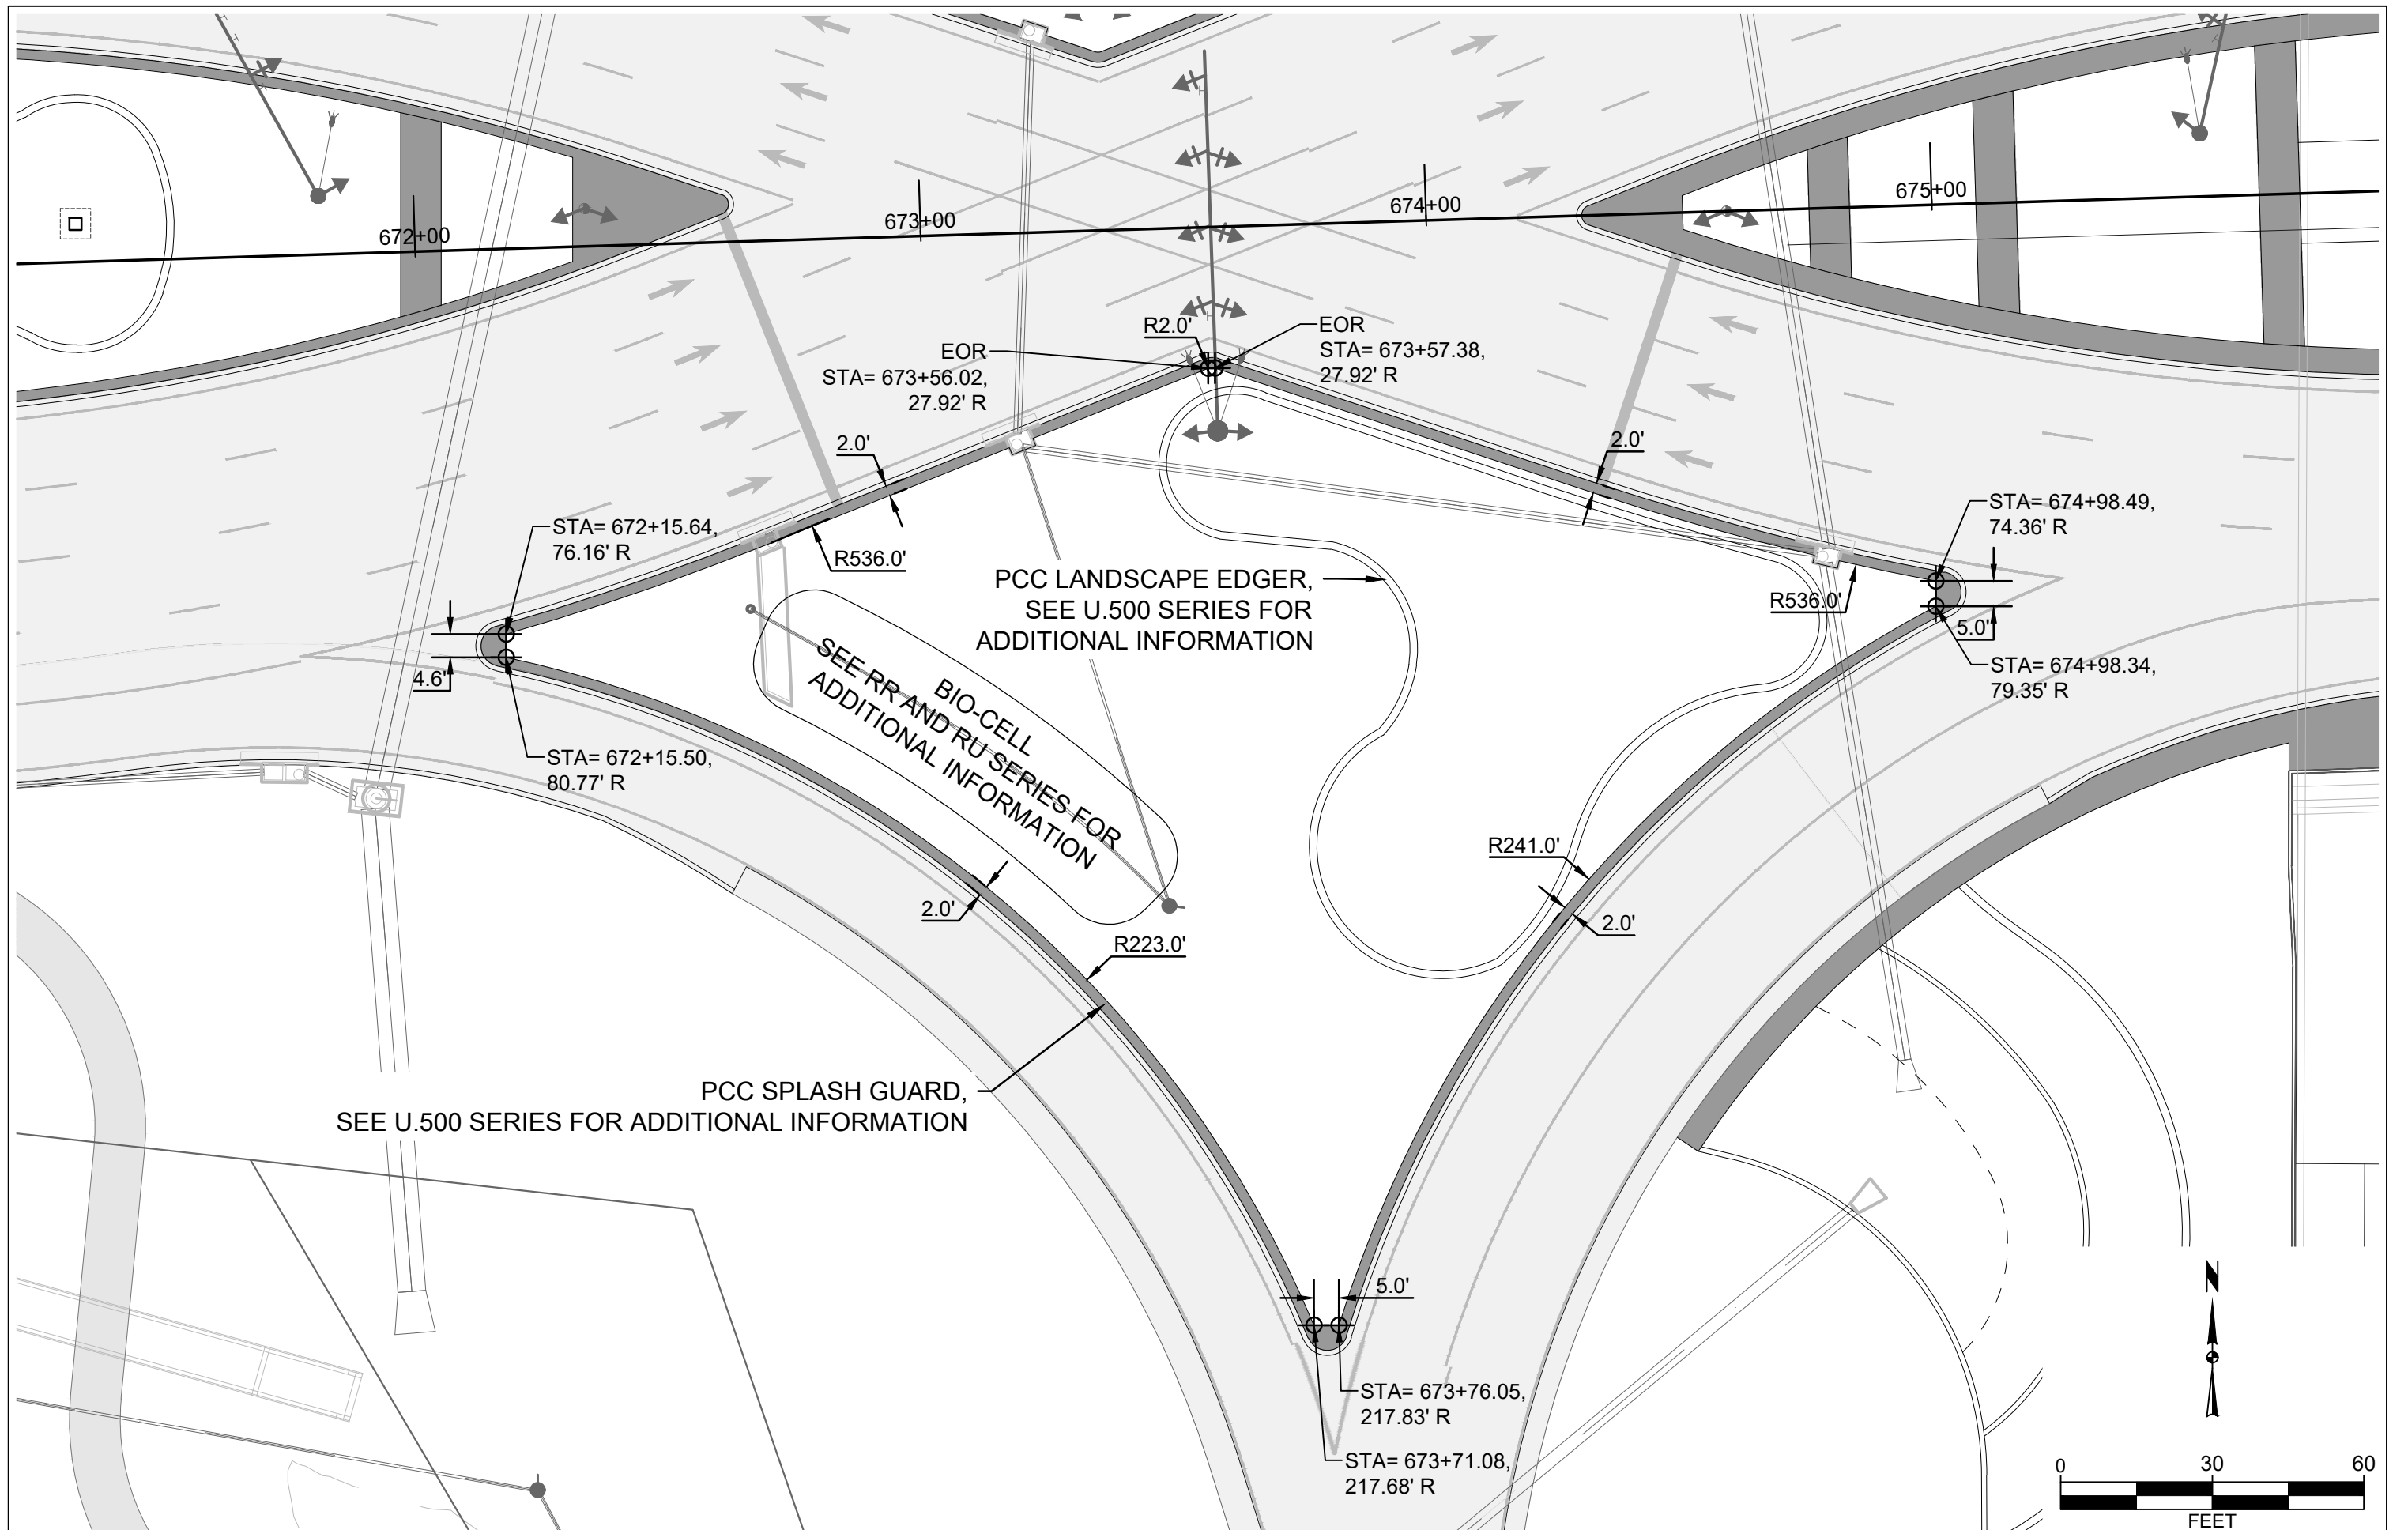 672+00
673+00
674+00
675+00
R2.0'
EOR
STA= 673+56.02,
27.92' R
EOR
STA= 673+57.38,
27.92' R
2.0'
2.0'
STA= 672+15.64,
76.16' R
R536.0'
STA= 674+98.49,
74.36' R
PCC LANDSCAPE EDGER,
SEE U.500 SERIES FOR
ADDITIONAL INFORMATION
R536.0'
5.0'
STA= 674+98.34,
79.35' R
4.6'
STA= 672+15.50,
80.77' R
BIO-CELL
SEE RR AND RU SERIES FOR
ADDITIONAL INFORMATION
R241.0'
2.0'
2.0'
R223.0'
PCC SPLASH GUARD,
SEE U.500 SERIES FOR ADDITIONAL INFORMATION
5.0'
STA= 673+76.05,
217.83' R
STA= 673+71.08,
217.68' R
N
0 30 60
FEET